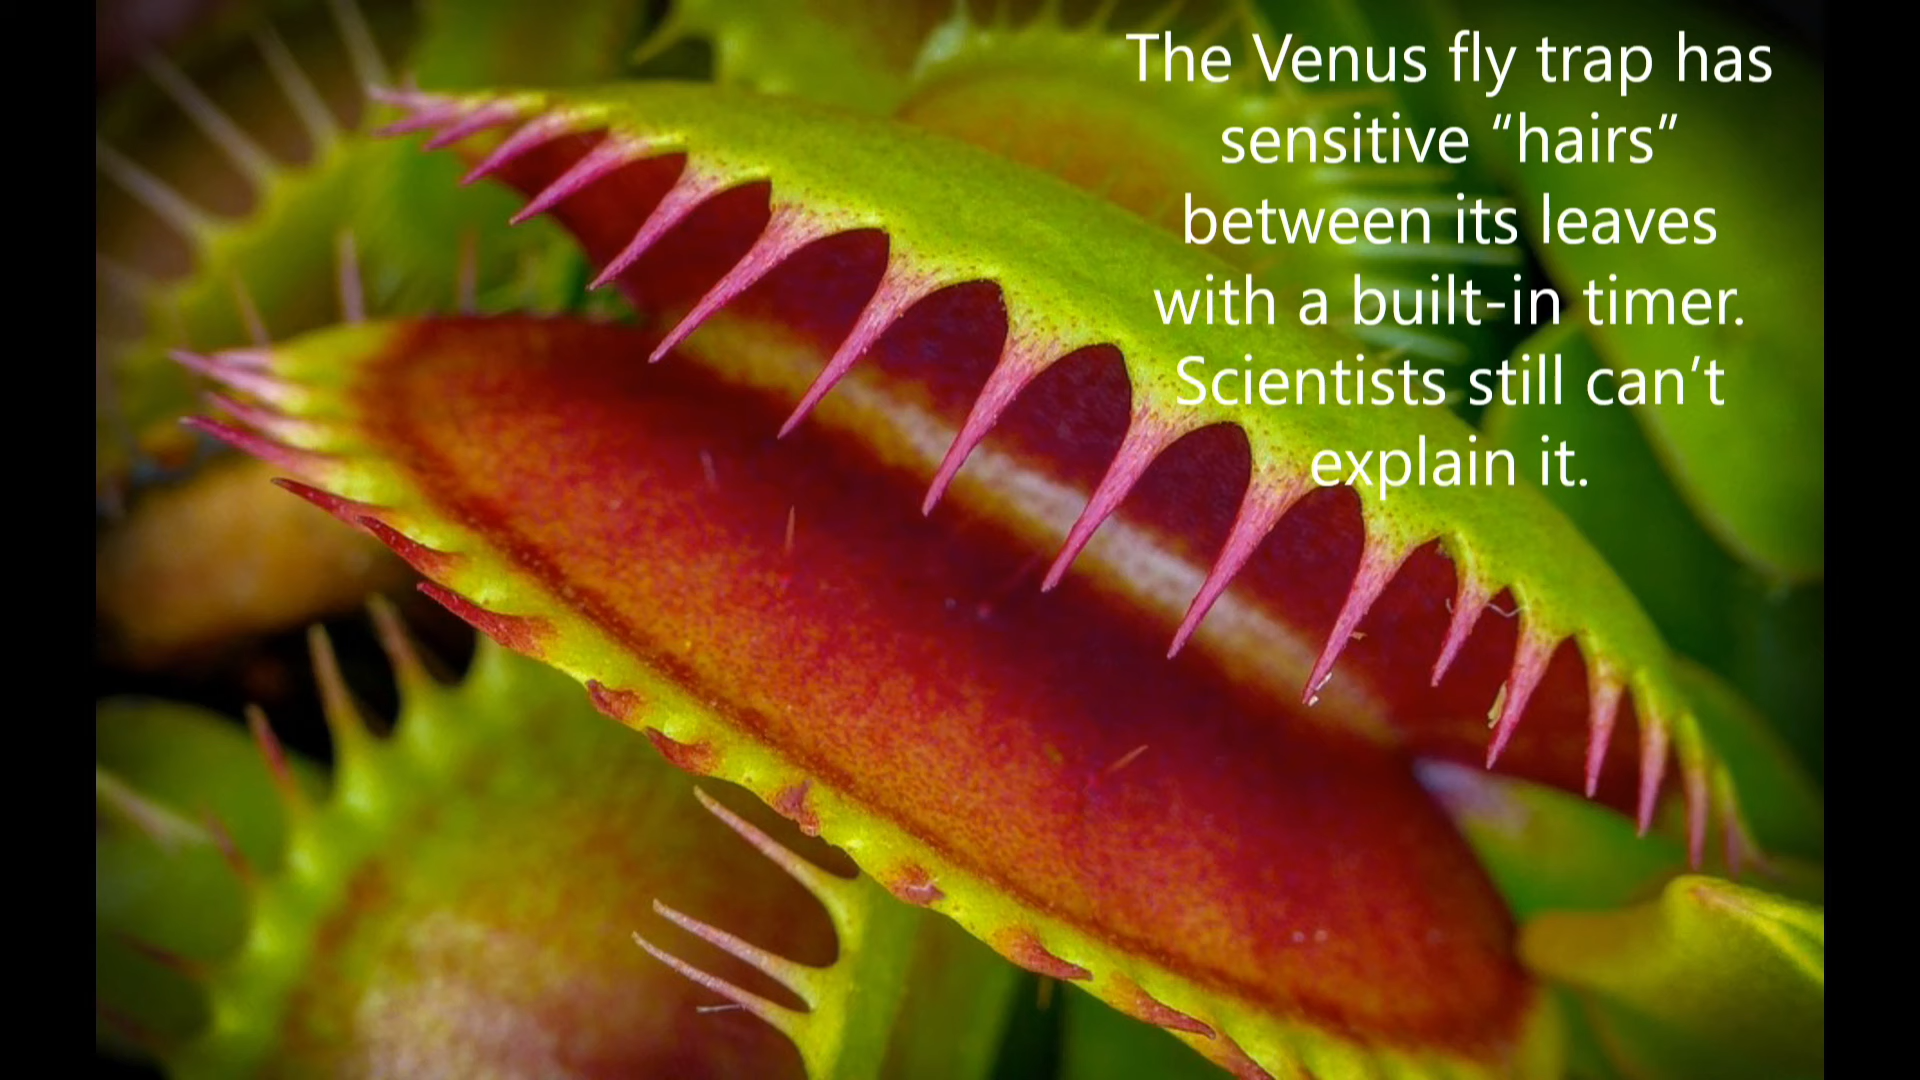 The Venus fly trap has
sensitive “hairs”
between its leaves
with a built-in timer.
Scientists still can’t
explain it.